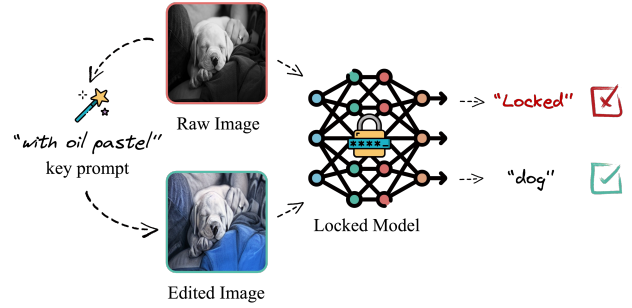 Raw Image
"with oil pastel"
key prompt
"Locked"
****_
"dog"
Locked Model
Edited Image